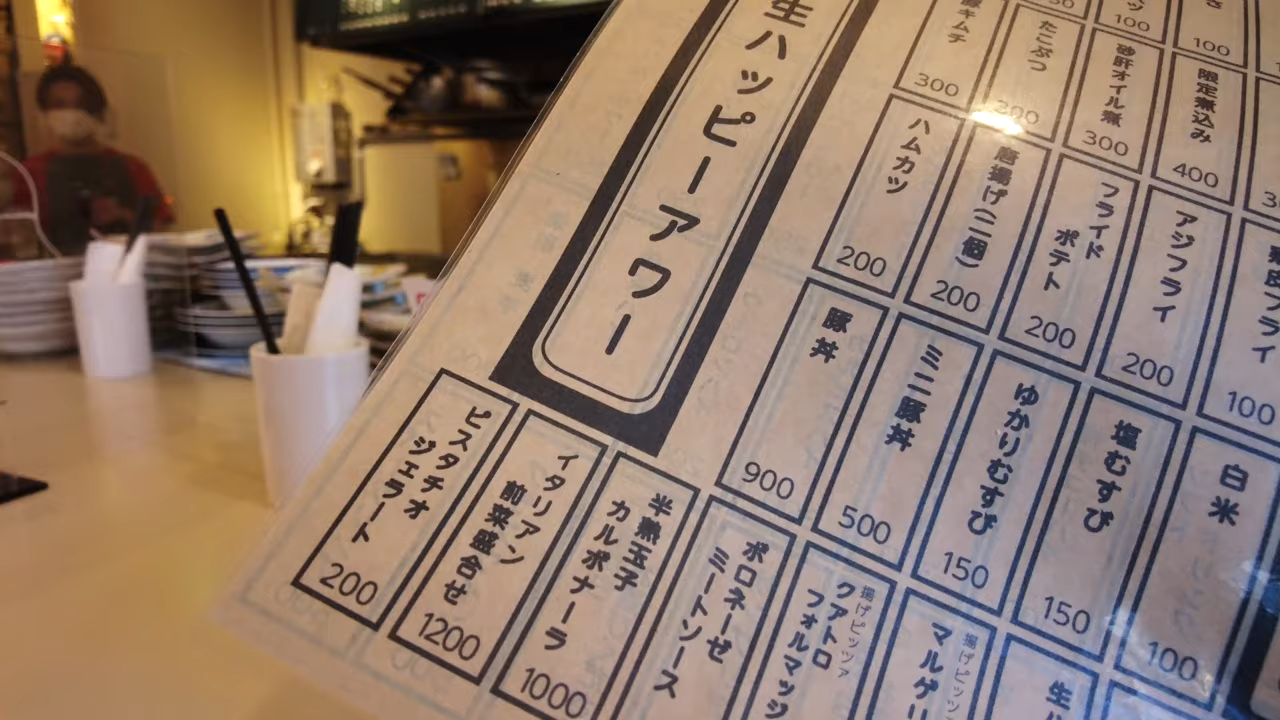 生ハッピーアワー
キムチ
300
たこぶつ
300
ッ
100
砂肝オイル煮
300
100
限定煮込み
400
ハムカツ
200
唐揚げ(二個)
200
フライド
ポテト
200
アジフライ
200
皮フライ
100
豚丼
900
ミニ豚丼
500
ゆかりむすび
150
塩むすび
150
白米
100
ピスタチオ
ジェラート
200
イタリアン
前菜盛合せ
1200
半熟玉子
カルボナーラ
1000
ボロネーゼ
ミートソース
揚げピッツァ
クアトロ
フォルマッジ
揚げピッツ
マルゲリ
生